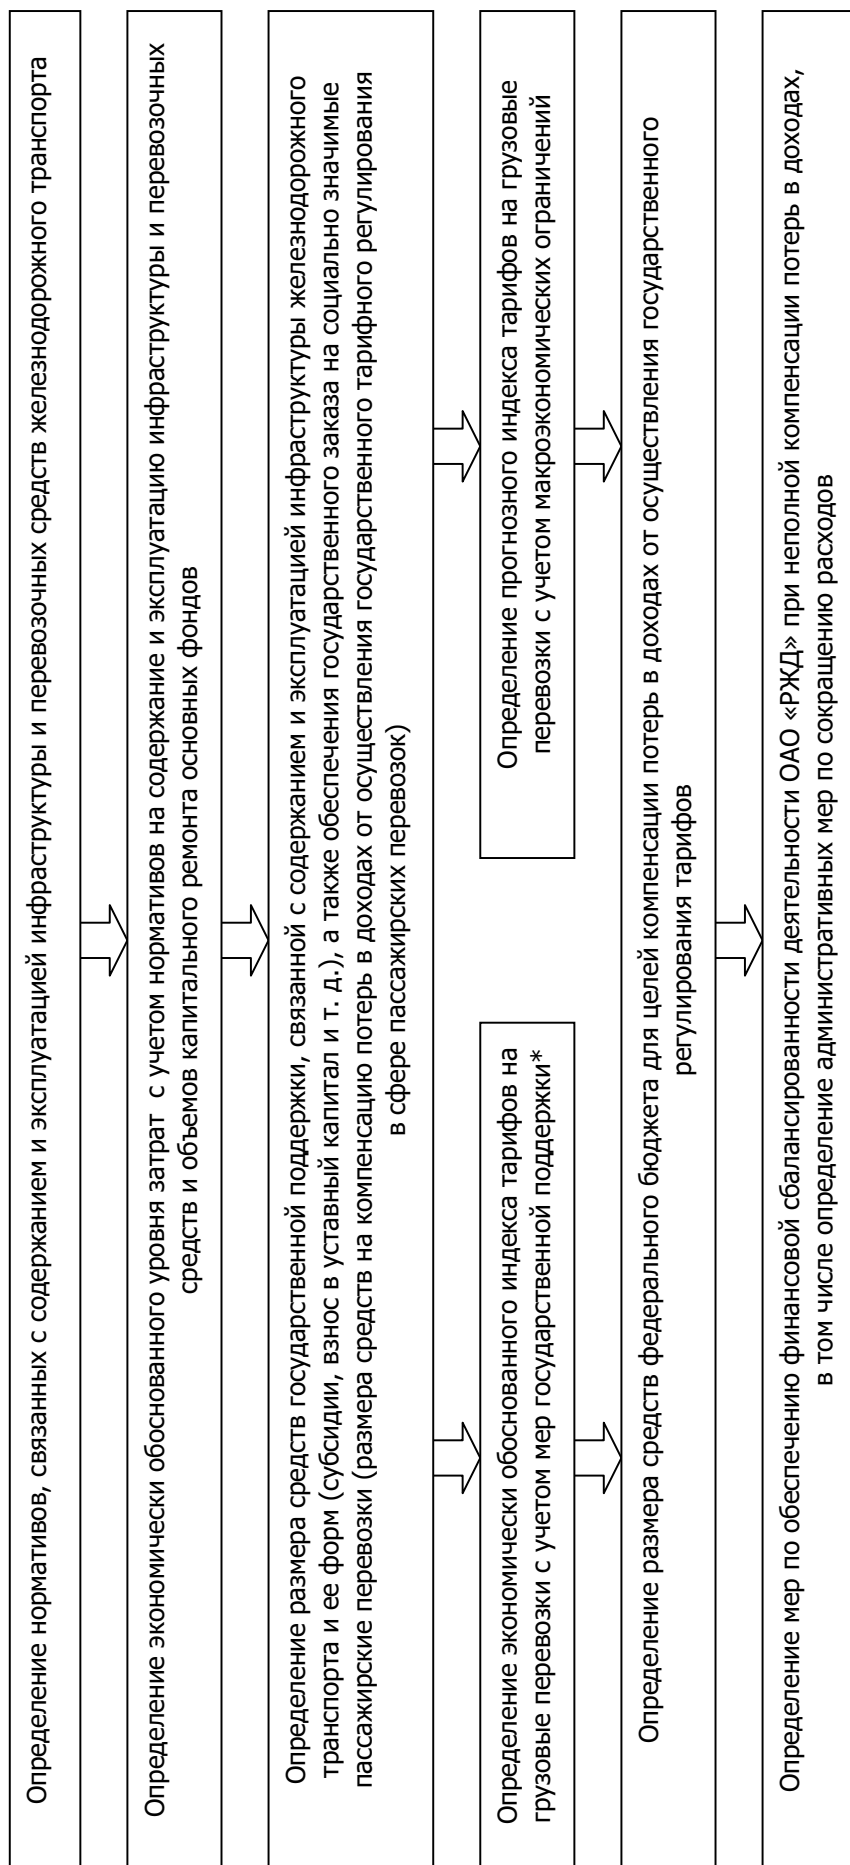 Определение нормативов, связанных с содержанием и эксплуатацией инфраструктуры и перевозочных средств железнодорожного транспорта
Определение экономически обоснованного уровня затрат с учетом нормативов на содержание и эксплуатацию инфраструктуры и перевозочных
средств и объемов капитального ремонта основных фондов
Определение размера средств государственной поддержки, связанной с содержанием и эксплуатацией инфраструктуры железнодорожного
транспорта и ее форм (субсидии, взнос в уставный капитал и т. д.), а также обеспечения государственного заказа на социально значимые
пассажирские перевозки (размера средств на компенсацию потерь в доходах от осуществления государственного тарифного регулирования
в сфере пассажирских перевозок)
Определение экономически обоснованного индекса тарифов на
грузовые перевозки с учетом мер государственной поддержки*
Определение прогнозного индекса тарифов на грузовые
перевозки с учетом макроэкономических ограничений
Определение размера средств федерального бюджета для целей компенсации потерь в доходах от осуществления государственного
регулирования тарифов
Определение мер по обеспечению финансовой сбалансированности деятельности ОАО «РЖД» при неполной компенсации потерь в доходах,
в том числе определение административных мер по сокращению расходов